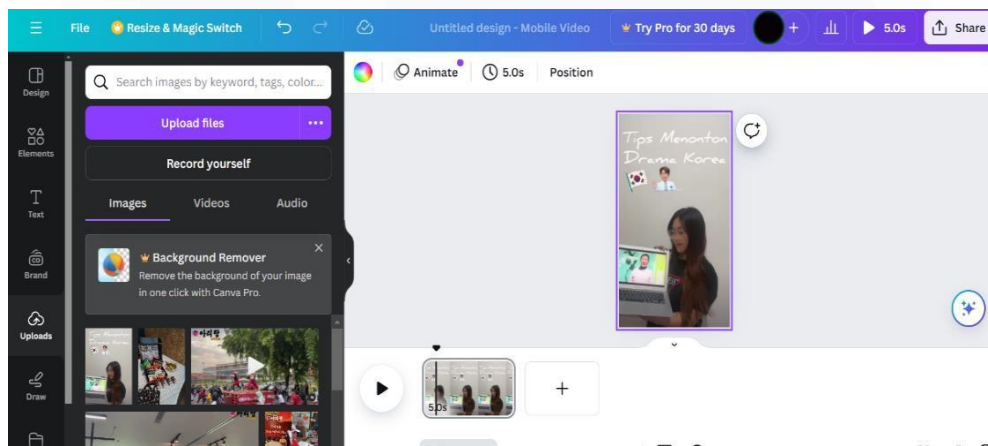 File
Resize & Magic Switch
Untitled design - Mobile Video
Try Pro for 30 days
+
5.0s
Share
Design
Elements
Text
Brand
Uploads
Draw
Search images by keyword, tags, color...
Upload files
Record yourself
Images
Videos
Audio
Background Remover
Remove the background of your image
in one click with Canva Pro.
Animate
5.0s
Position
Tips Menonton
Drama Korea
5.0s
+